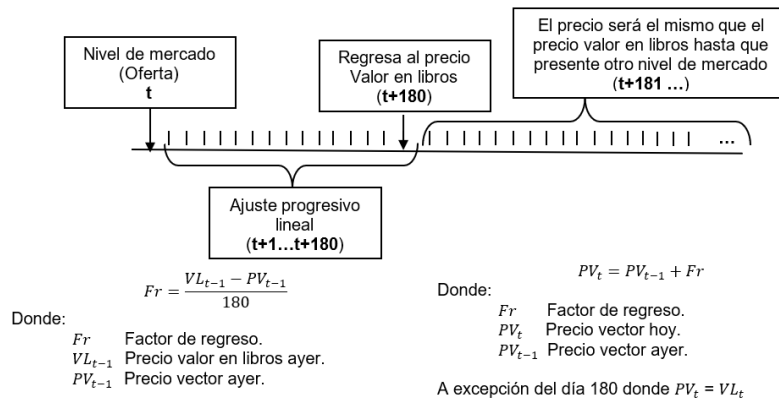 Nivel de mercado
(Oferta)
t
Regresa al precio
Valor en libros
(t+180)
El precio será el mismo que el
precio valor en libros hasta que
presente otro nivel de mercado
(t+181 ...)
...
Ajuste progresivo
lineal
(t+1...t+180)
Fr = (VL_{t-1} − PV_{t-1}) / 180
Donde:
Fr Factor de regreso.
VL_{t-1} Precio valor en libros ayer.
PV_{t-1} Precio vector ayer.
PV_t = PV_{t-1} + Fr
Donde:
Fr Factor de regreso.
PV_t Precio vector hoy.
PV_{t-1} Precio vector ayer.
A excepción del día 180 donde PV_t = VL_t